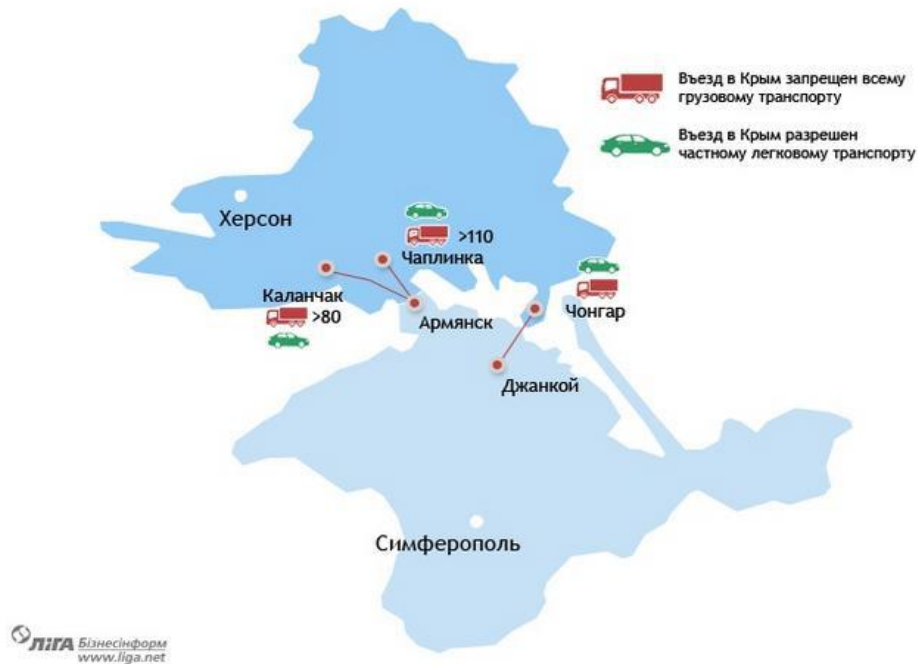 Въезд в Крым запрещен всему
грузовому транспорту
Въезд в Крым разрешен
частному легковому транспорту
Херсон
>110
Чаплинка
Каланчак
>80
Армянск
Чонгар
Джанкой
Симферополь
ЛІГА Бізнесінформ
www.liga.net